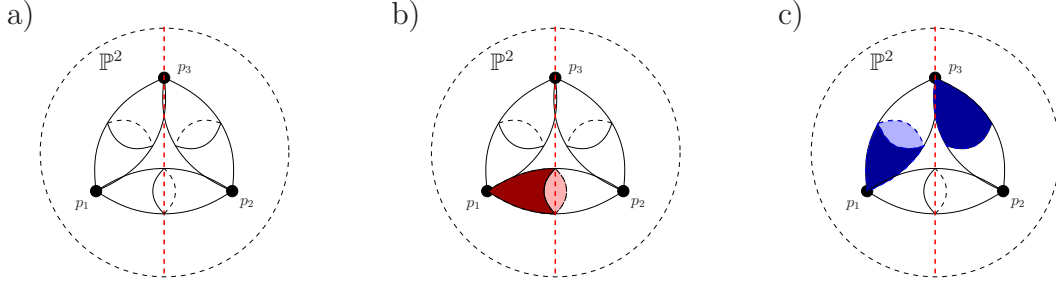 a)
ℙ²
p₃
p₁
p₂
b)
ℙ²
p₃
p₁
p₂
c)
ℙ²
p₃
p₁
p₂